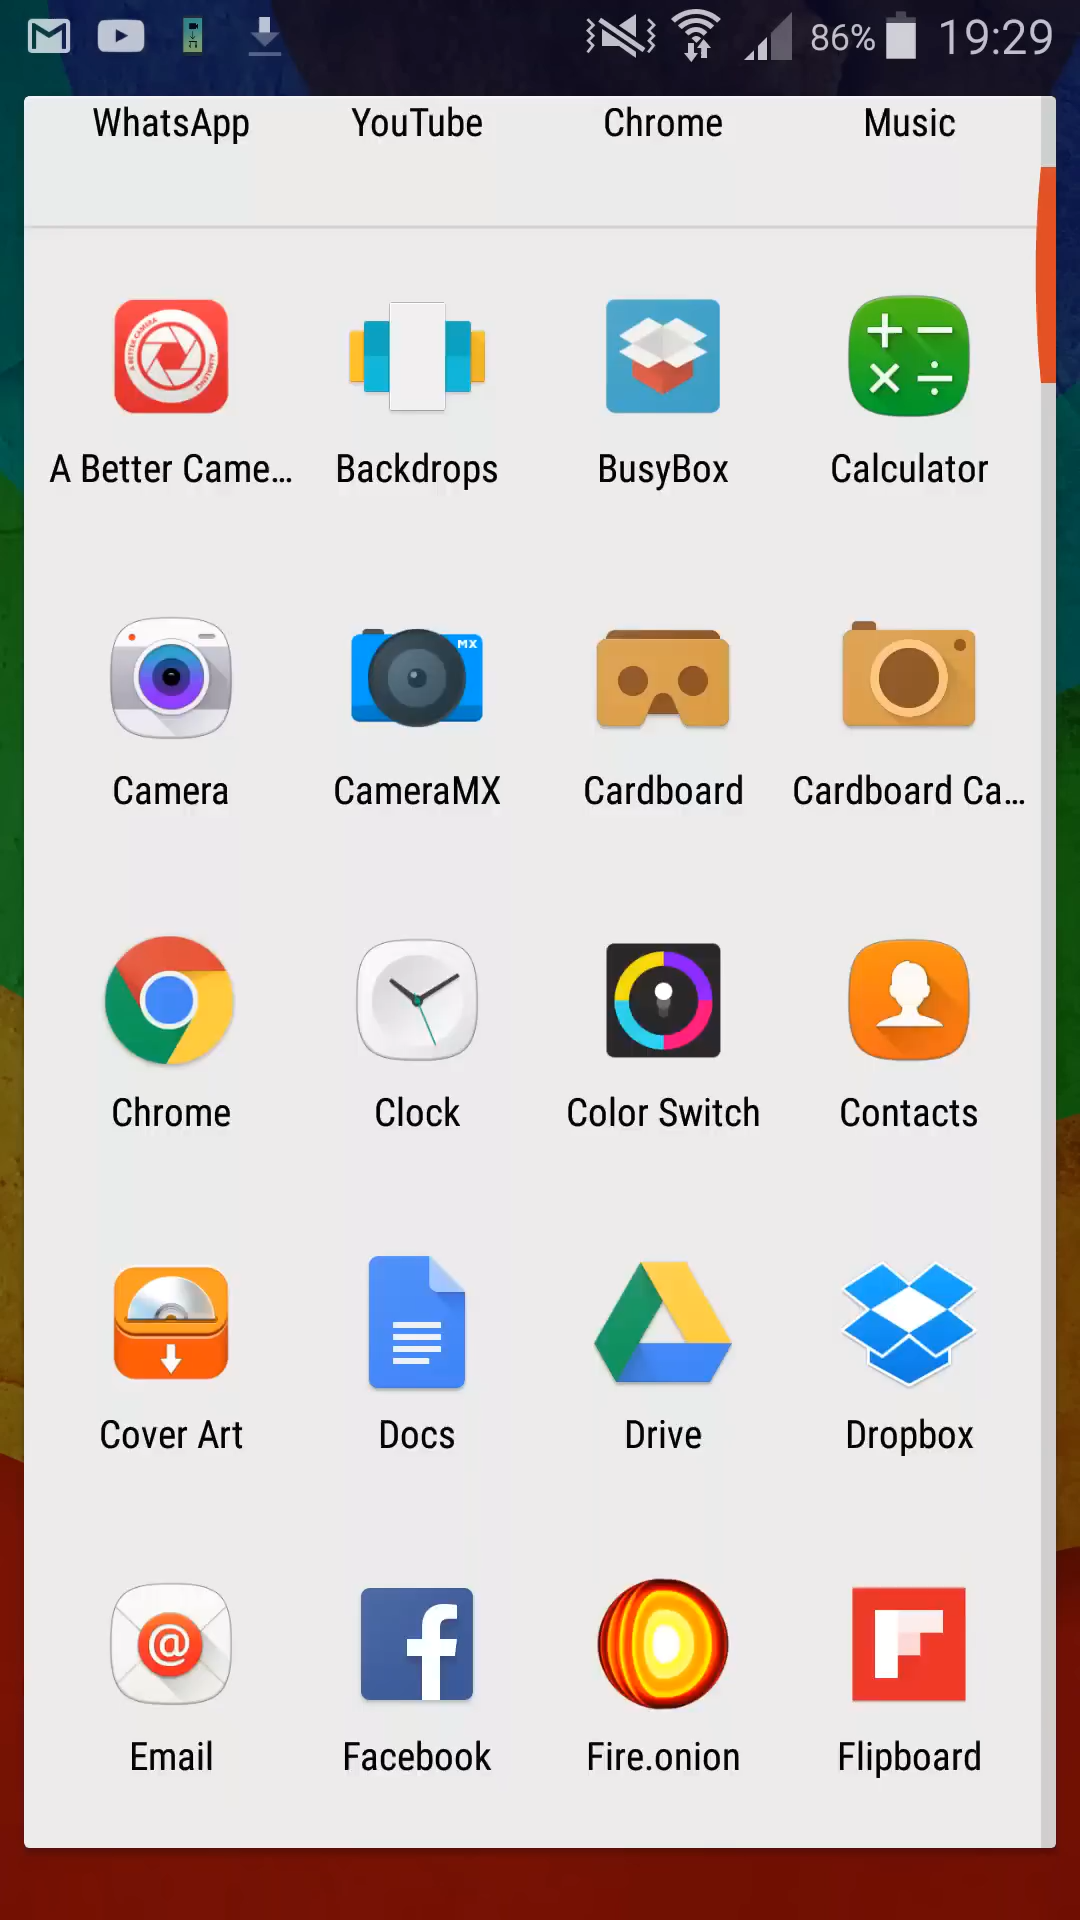 86% 19:29
WhatsApp YouTube Chrome Music
A Better Came... Backdrops BusyBox Calculator
MX
Camera CameraMX Cardboard Cardboard Ca...
Chrome Clock Color Switch Contacts
Cover Art Docs Drive Dropbox
Email Facebook Fire.onion Flipboard